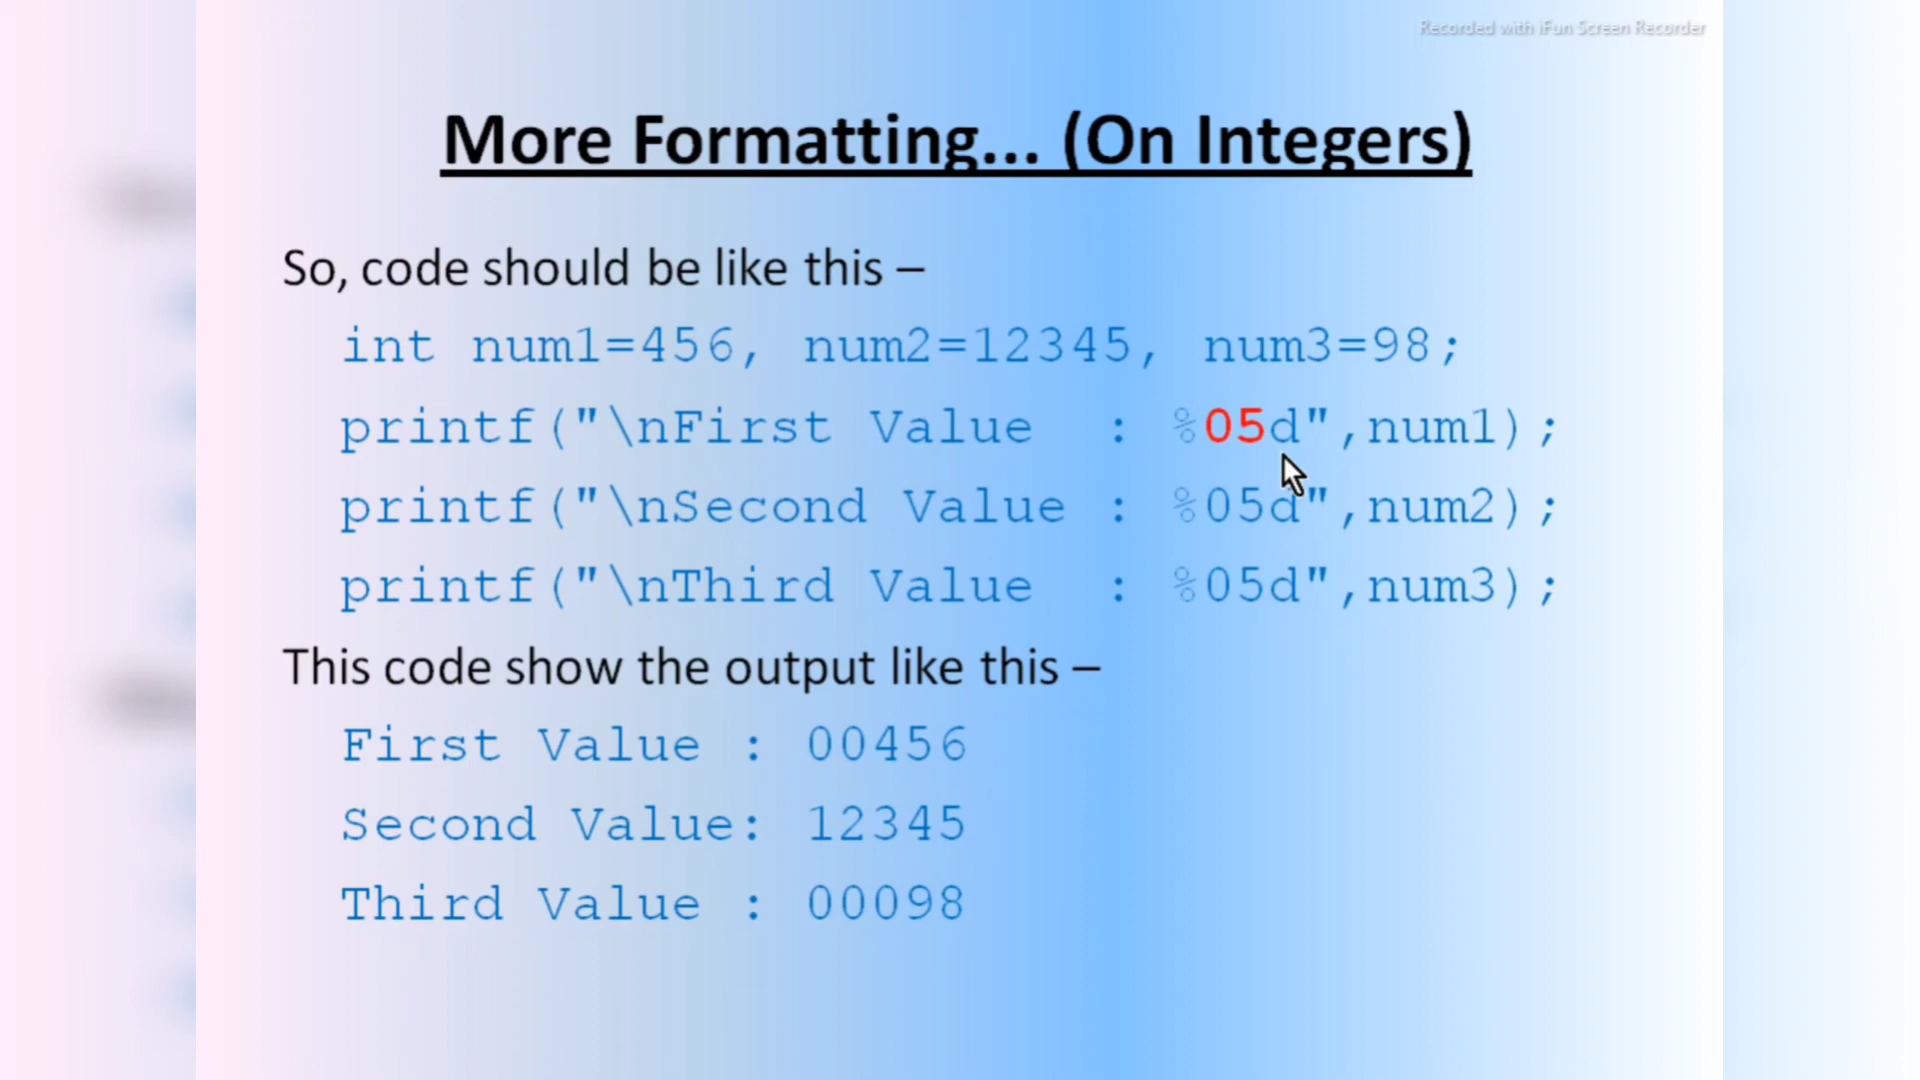 Recorded with iFun Screen Recorder
More Formatting... (On Integers)
So, code should be like this –
int num1=456, num2=12345, num3=98;
printf("\nFirst Value  : %05d",num1);
printf("\nSecond Value : %05d",num2);
printf("\nThird Value  : %05d",num3);
This code show the output like this –
First Value : 00456
Second Value: 12345
Third Value : 00098